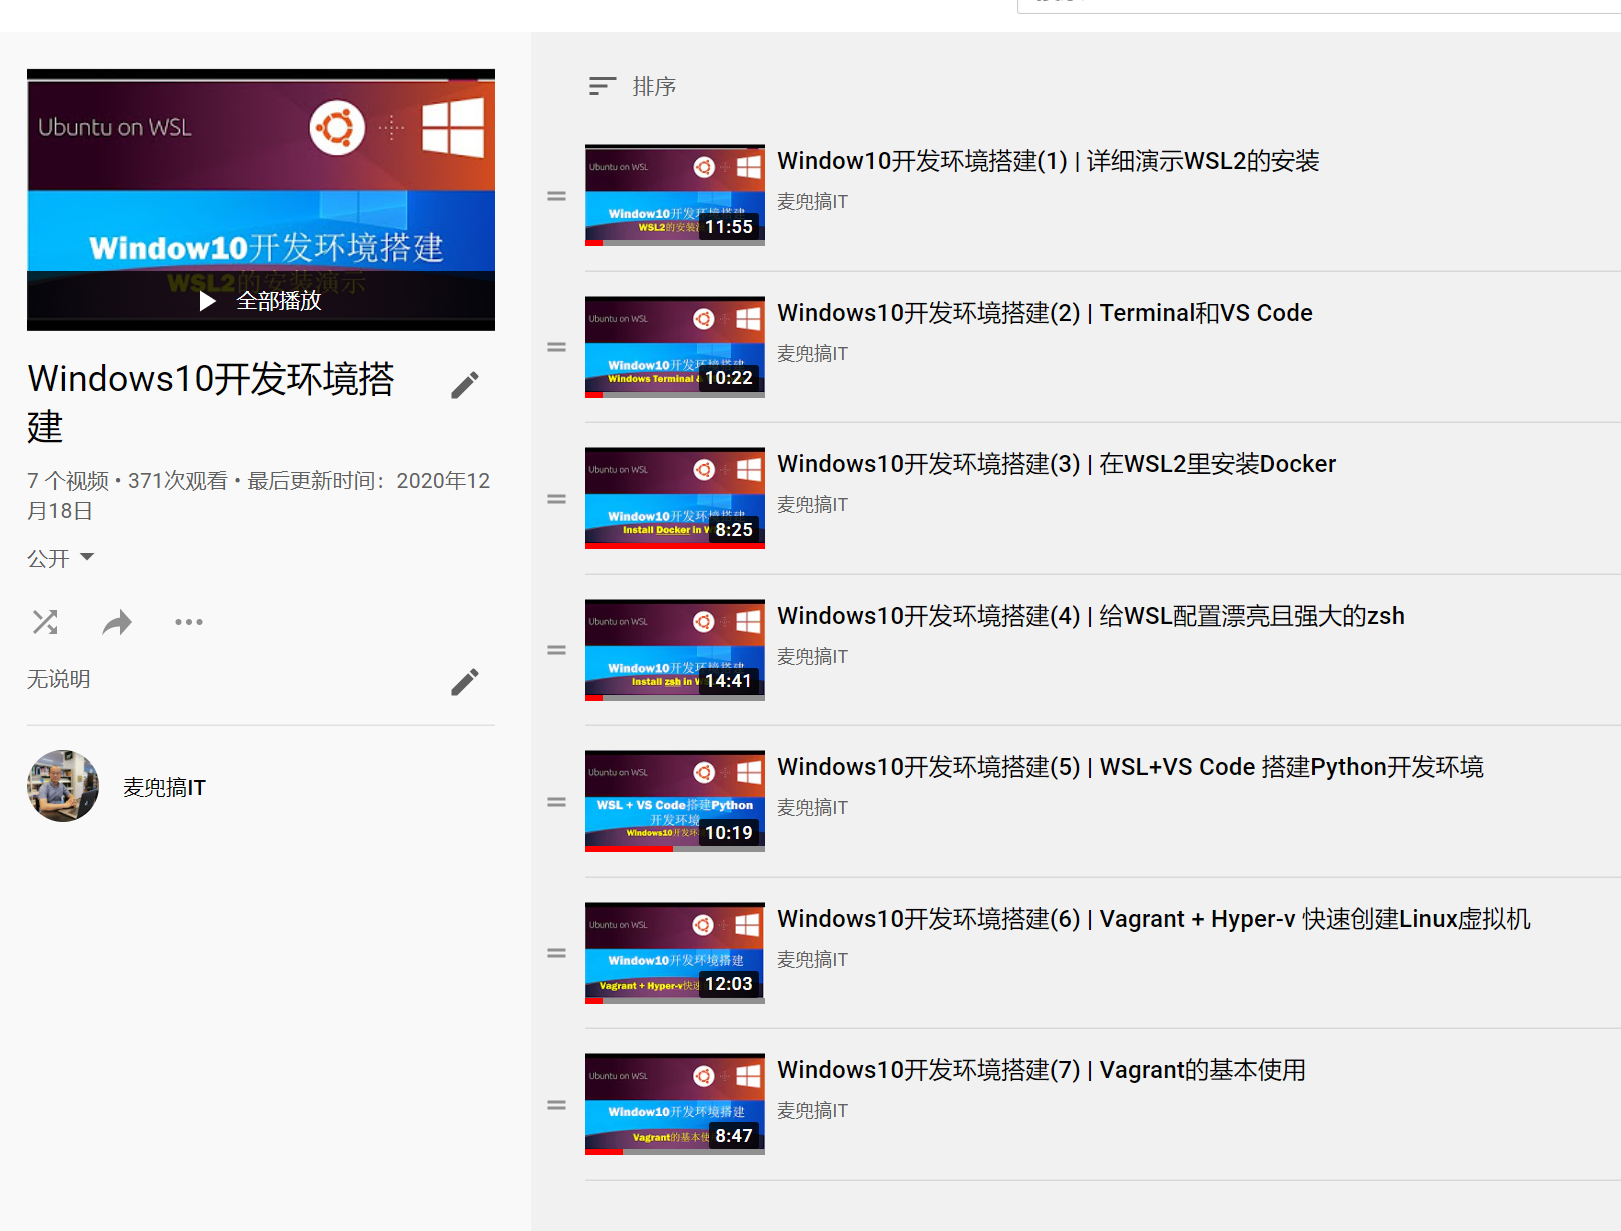 Ubuntu on WSL
Window10开发环境搭建
WSL2的安装演示
全部播放
Windows10开发环境搭
建
7 个视频 • 371次观看 • 最后更新时间：2020年12
月18日
公开
无说明
麦兜搞IT
排序
Ubuntu on WSL
Window10开发环境搭建
WSL2的安装
11:55
Window10开发环境搭建(1) | 详细演示WSL2的安装
麦兜搞IT
Ubuntu on WSL
Window10开发环境搭建
Windows Terminal &
10:22
Windows10开发环境搭建(2) | Terminal和VS Code
麦兜搞IT
Ubuntu on WSL
Window10开发环境搭建
Install Docker in W
8:25
Windows10开发环境搭建(3) | 在WSL2里安装Docker
麦兜搞IT
Ubuntu on WSL
Window10开发环境搭建
Install zsh in W
14:41
Windows10开发环境搭建(4) | 给WSL配置漂亮且强大的zsh
麦兜搞IT
Ubuntu on WSL
WSL + VS Code搭建Python
开发环境
Windows10开发环
10:19
Windows10开发环境搭建(5) | WSL+VS Code 搭建Python开发环境
麦兜搞IT
Ubuntu on WSL
Window10开发环境搭建
Vagrant + Hyper-v快速
12:03
Windows10开发环境搭建(6) | Vagrant + Hyper-v 快速创建Linux虚拟机
麦兜搞IT
Ubuntu on WSL
Window10开发环境搭建
Vagrant的基本使
8:47
Windows10开发环境搭建(7) | Vagrant的基本使用
麦兜搞IT